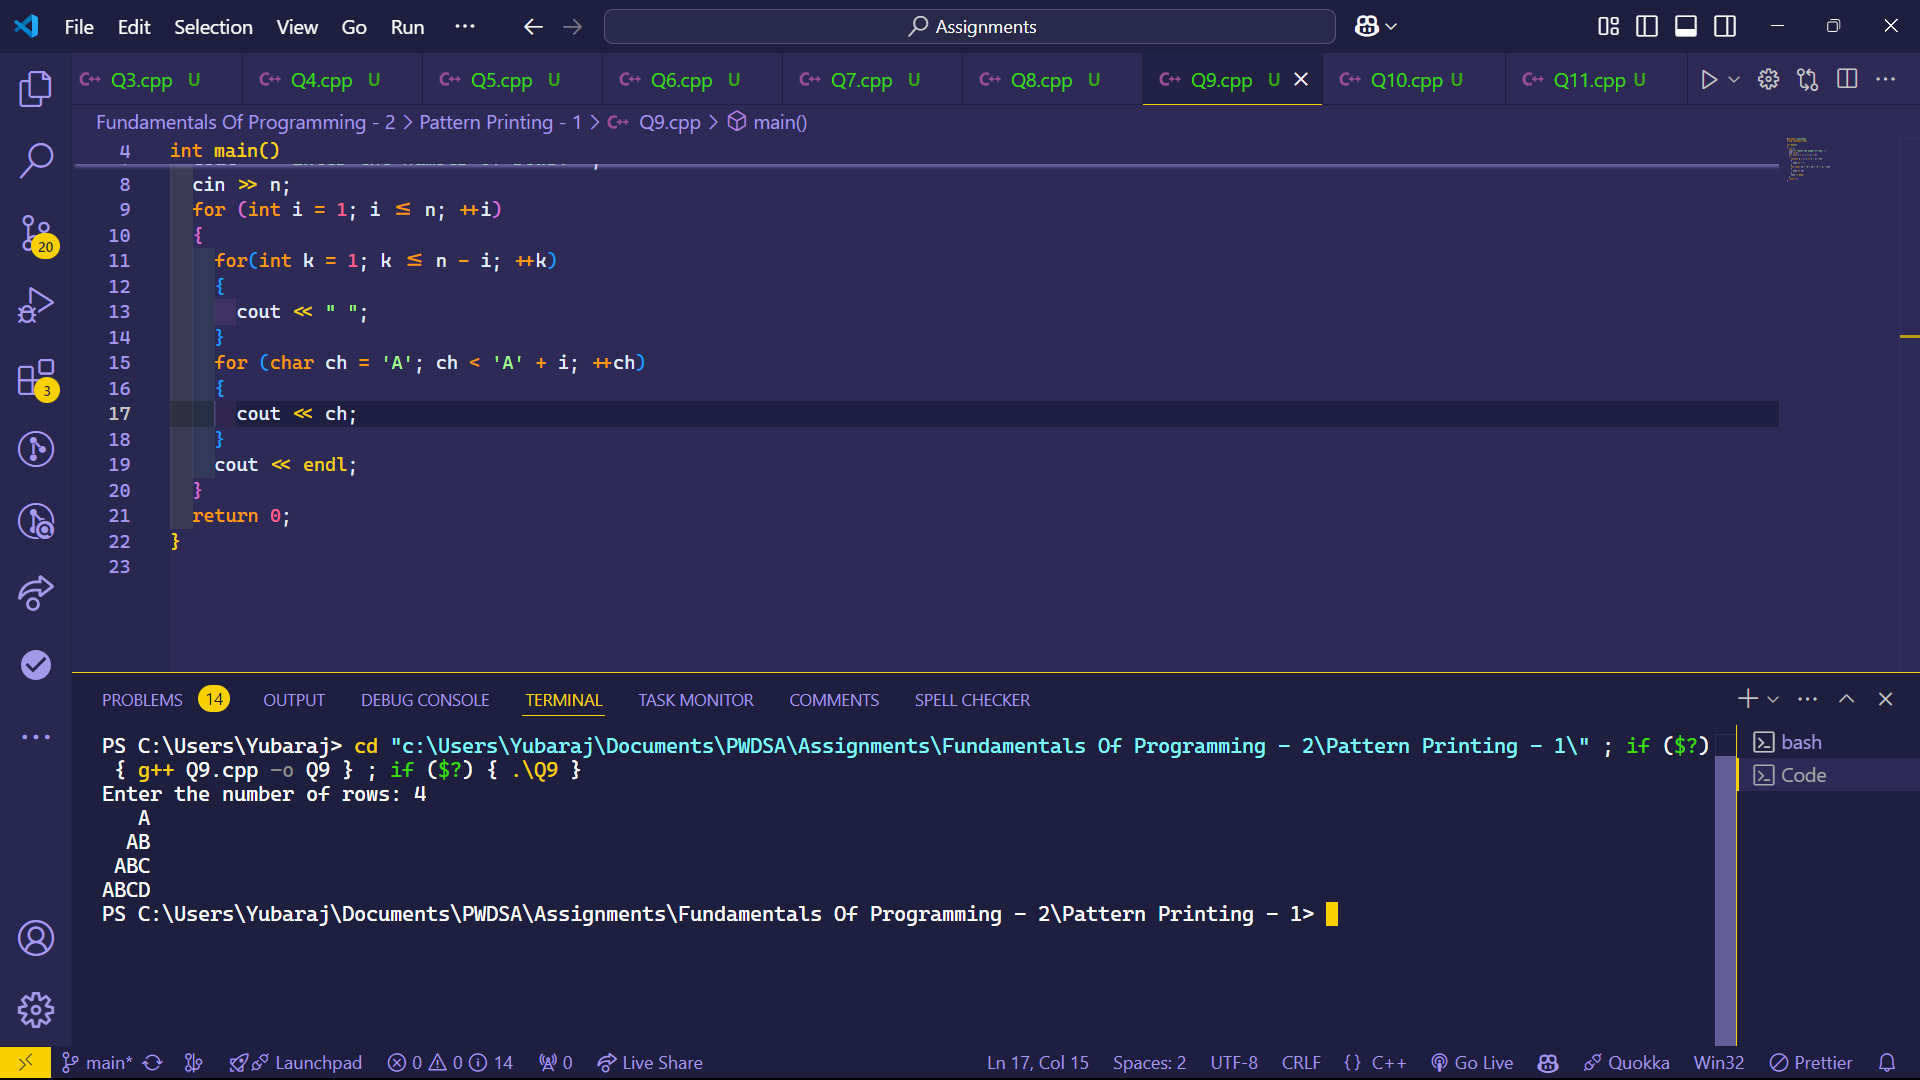 File Edit Selection View Go Run ··· Assignments
Q3.cpp U Q4.cpp U Q5.cpp U Q6.cpp U Q7.cpp U Q8.cpp U Q9.cpp U Q10.cpp U Q11.cpp U
Fundamentals Of Programming - 2 > Pattern Printing - 1 > C++ Q9.cpp > main()
4 int main()
8 cin >> n;
9 for (int i = 1; i <= n; ++i)
10 {
11 for(int k = 1; k <= n - i; ++k)
12 {
13 cout << " ";
14 }
15 for (char ch = 'A'; ch < 'A' + i; ++ch)
16 {
17 cout << ch;
18 }
19 cout << endl;
20 }
21 return 0;
22 }
23
20
3
PROBLEMS 14 OUTPUT DEBUG CONSOLE TERMINAL TASK MONITOR COMMENTS SPELL CHECKER
PS C:\Users\Yubaraj> cd "c:\Users\Yubaraj\Documents\PWDSA\Assignments\Fundamentals Of Programming - 2\Pattern Printing - 1\" ; if ($?)
{ g++ Q9.cpp -o Q9 } ; if ($?) { .\Q9 }
Enter the number of rows: 4
A
AB
ABC
ABCD
PS C:\Users\Yubaraj\Documents\PWDSA\Assignments\Fundamentals Of Programming - 2\Pattern Printing - 1>
bash
Code
main* Launchpad 0 0 14 0 Live Share Ln 17, Col 15 Spaces: 2 UTF-8 CRLF {} C++ Go Live Quokka Win32 Prettier